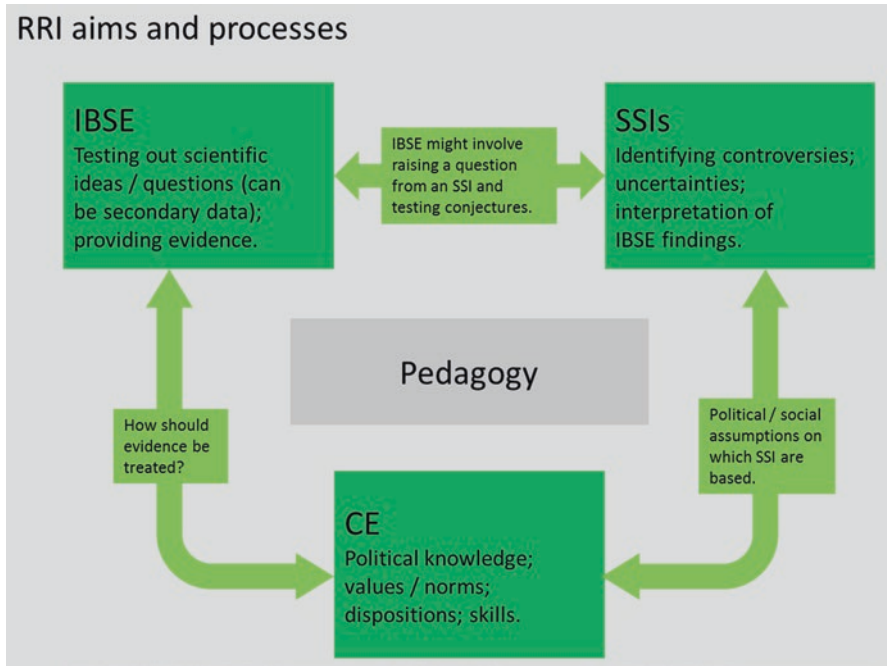 RRI aims and processes
IBSE
Testing out scientific
ideas / questions (can
be secondary data);
providing evidence.
IBSE might involve
raising a question
from an SSI and
testing conjectures.
SSIs
Identifying controversies;
uncertainties;
interpretation of
IBSE findings.
Pedagogy
How should
evidence be
treated?
Political / social
assumptions on
which SSI are
based.
CE
Political knowledge;
values / norms;
dispositions; skills.